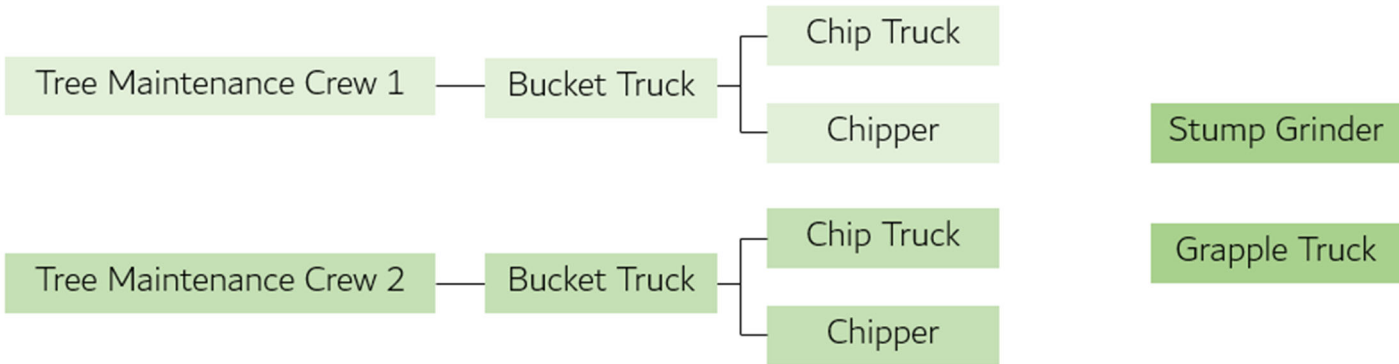 Tree Maintenance Crew 1
Bucket Truck
Chip Truck
Chipper
Tree Maintenance Crew 2
Bucket Truck
Chip Truck
Chipper
Stump Grinder
Grapple Truck